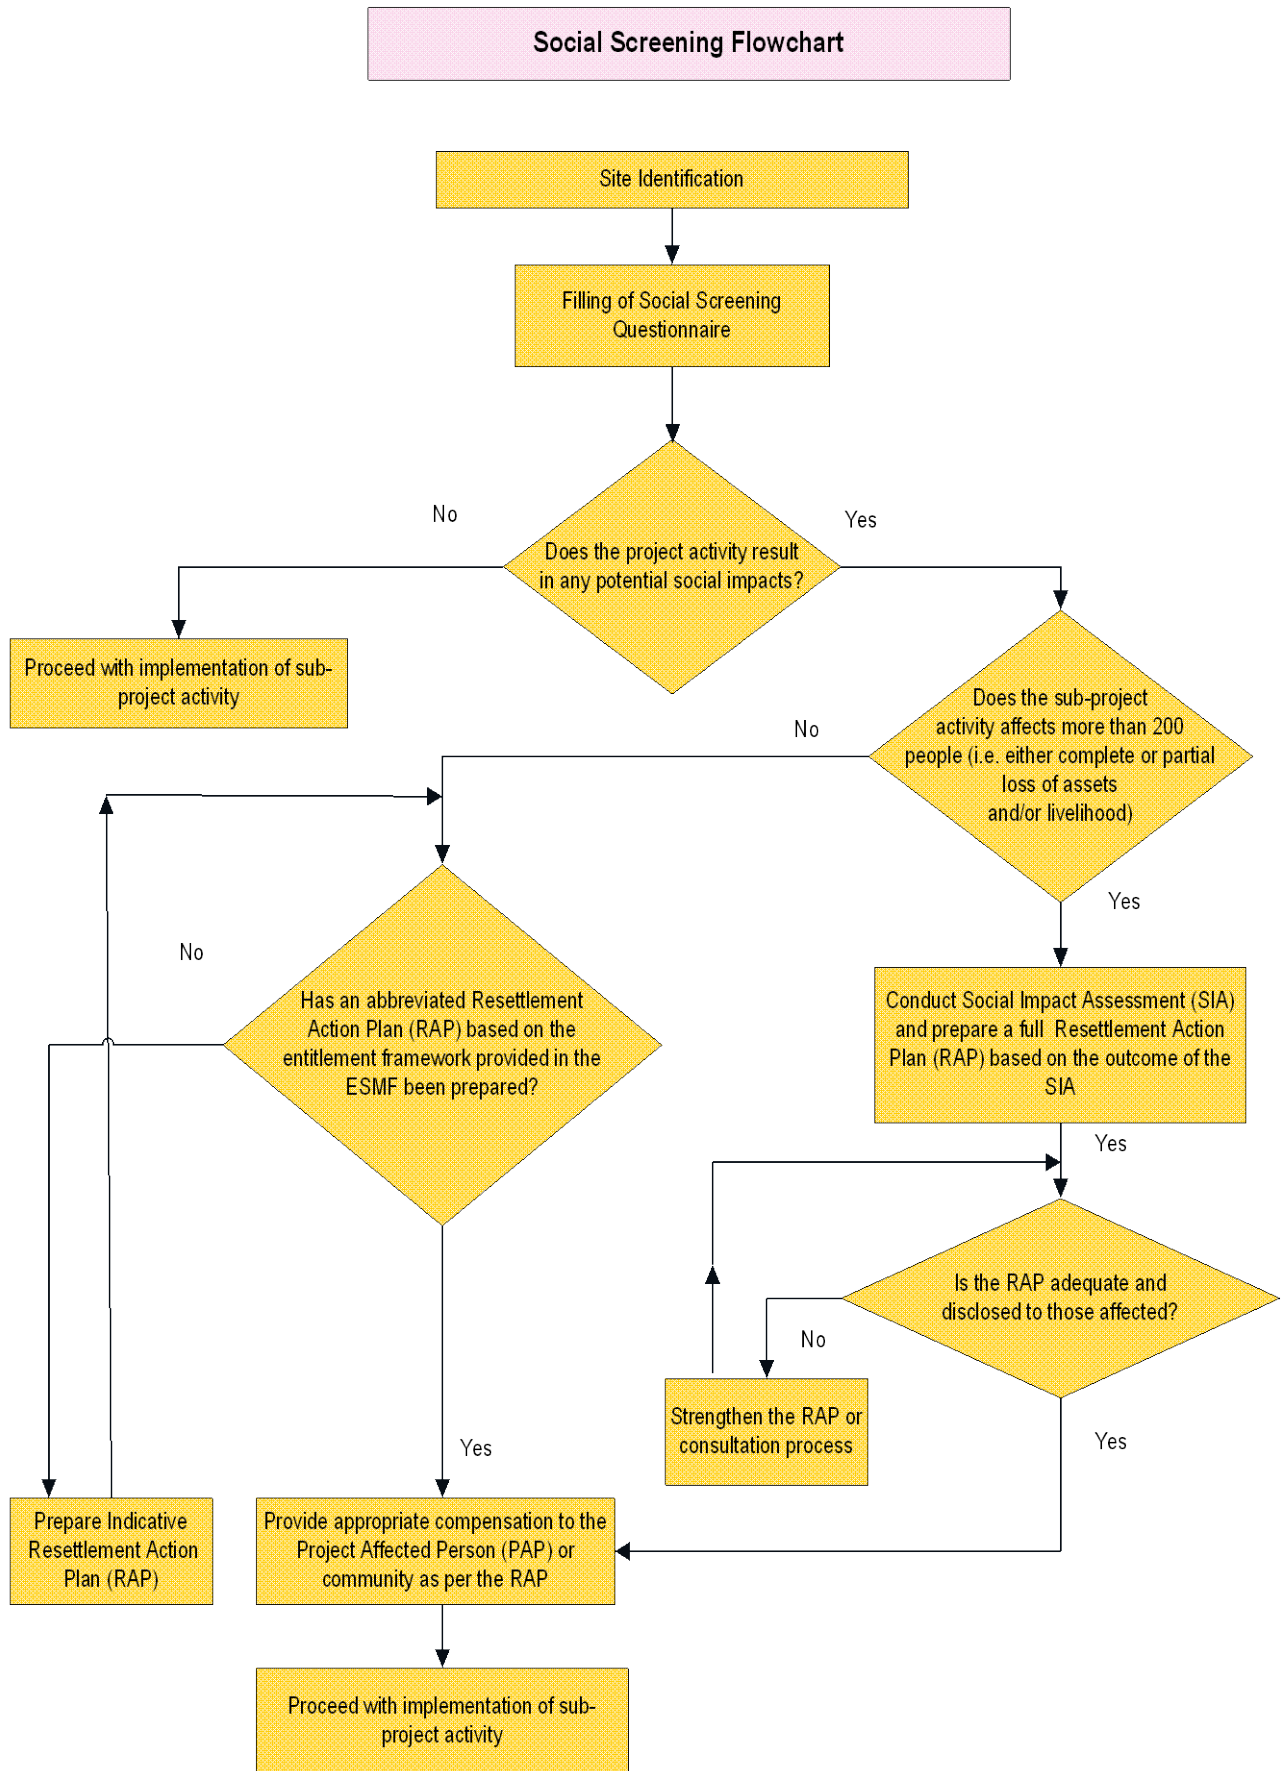 Social Screening Flowchart
Site Identification
Filling of Social Screening
Questionnaire
No
Yes
Does the project activity result
in any potential social impacts?
Proceed with implementation of sub-
project activity
Does the sub-project
activity affects more than 200
people (i.e. either complete or partial
loss of assets
and/or livelihood)
No
Yes
No
Has an abbreviated Resettlement
Action Plan (RAP) based on the
entitlement framework provided in the
ESMF been prepared?
Conduct Social Impact Assessment (SIA)
and prepare a full Resettlement Action
Plan (RAP) based on the outcome of the
SIA
Yes
Is the RAP adequate and
disclosed to those affected?
No
Strengthen the RAP or
consultation process
Yes
Yes
Prepare Indicative
Resettlement Action
Plan (RAP)
Provide appropriate compensation to the
Project Affected Person (PAP) or
community as per the RAP
Proceed with implementation of sub-
project activity